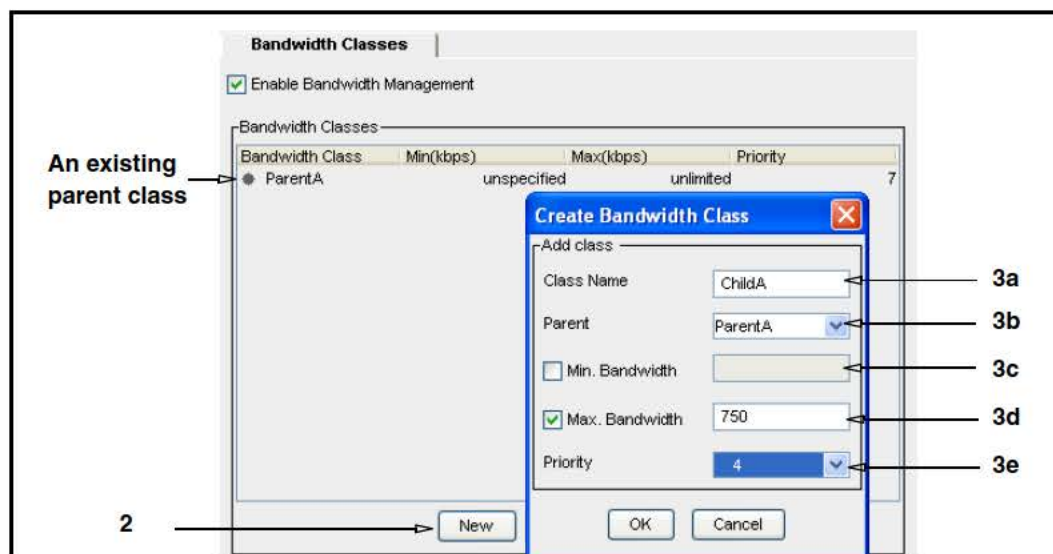 Bandwidth Classes
Enable Bandwidth Management
Bandwidth Classes
Bandwidth Class Min(kbps) Max(kbps) Priority
An existing
parent class
ParentA unspecified unlimited 7
Create Bandwidth Class
Add class
Class Name ChildA 3a
Parent ParentA 3b
Min. Bandwidth 3c
Max. Bandwidth 750 3d
Priority 4 3e
2 New OK Cancel